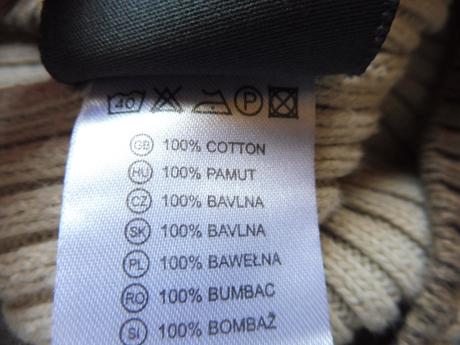 40 P
GB 100% COTTON
HU 100% PAMUT
CZ 100% BAVLNA
SK 100% BAVLNA
PL 100% BAWEŁNA
RO 100% BUMBAC
SI 100% BOMBAŽ